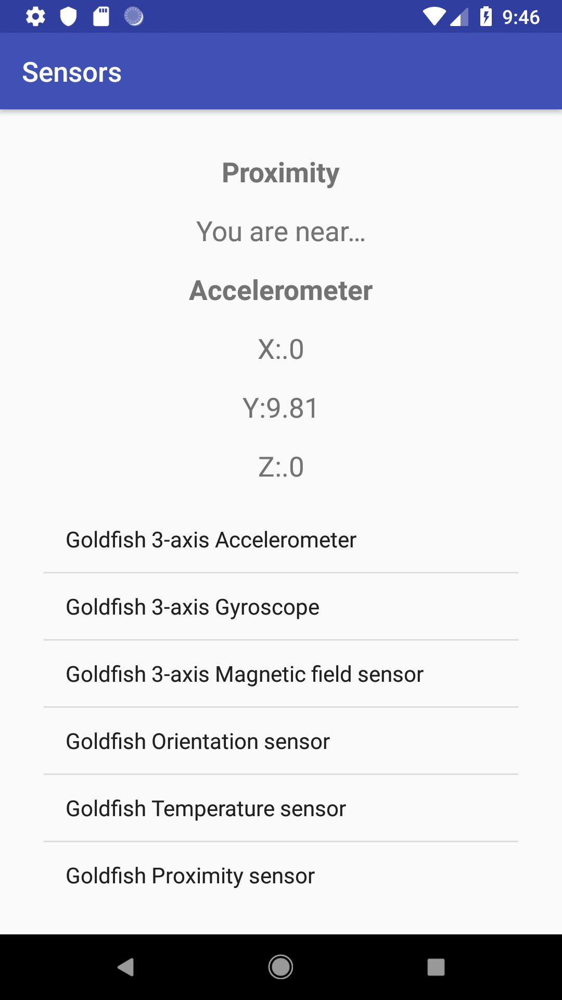 9:46
Sensors
Proximity
You are near...
Accelerometer
X:.0
Y:9.81
Z:.0
Goldfish 3-axis Accelerometer
Goldfish 3-axis Gyroscope
Goldfish 3-axis Magnetic field sensor
Goldfish Orientation sensor
Goldfish Temperature sensor
Goldfish Proximity sensor